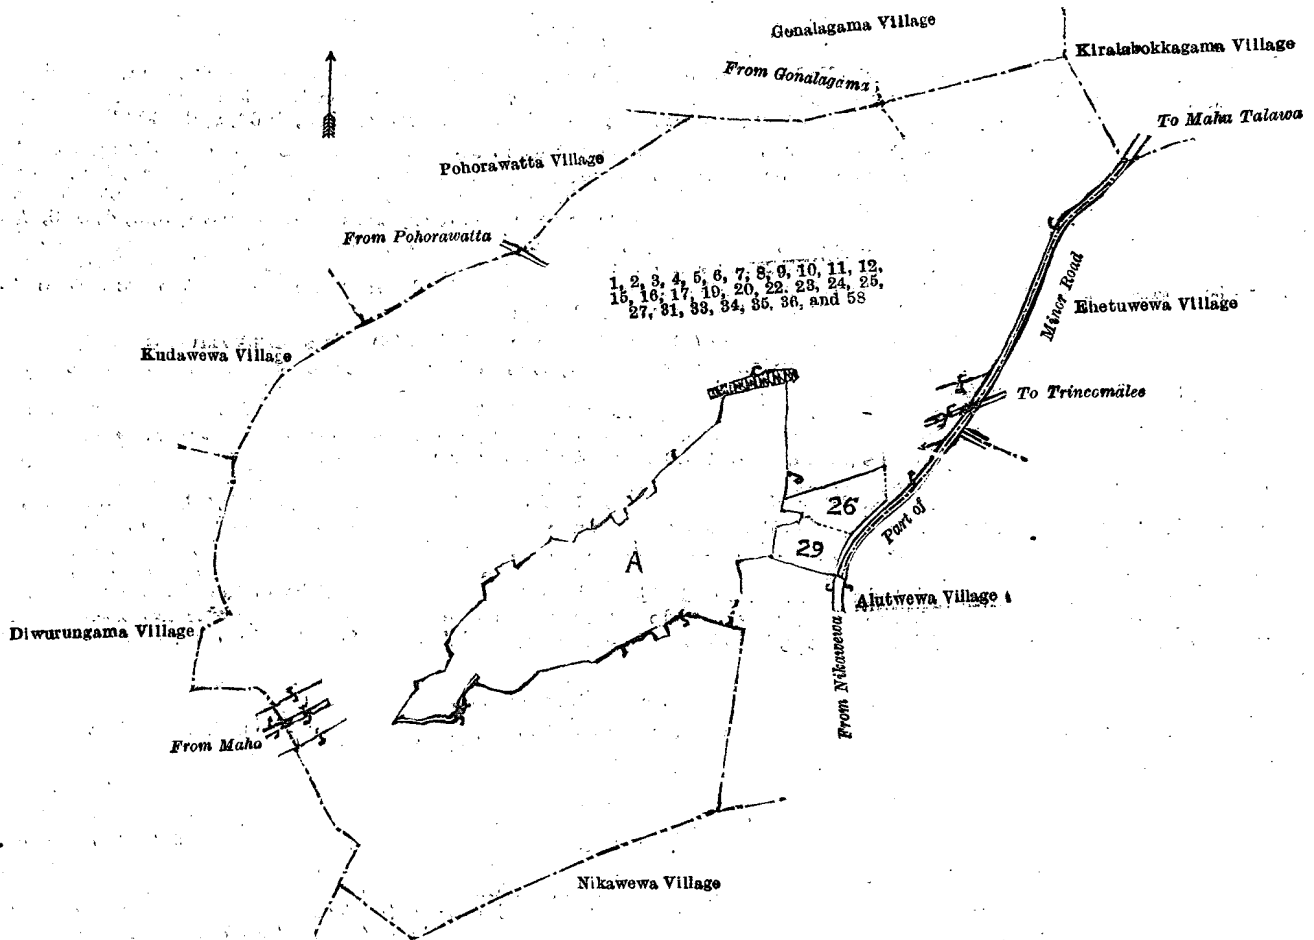 Gonalagama Village
Kiralabokkagama Village
From Gonalagama
To Maha Talawa
Pohorawatta Village
From Pohorawatta
1, 2, 3, 4, 5, 6, 7, 8, 9, 10, 11, 12,
15, 16, 17, 19, 20, 22, 23, 24, 25,
27, 31, 33, 34, 35, 36, and 58
Minor Road
Ehetuwewa Village
Kudawewa Village
To Trincomalee
26
Part of
29
A
Alutwewa Village
Diwurungama Village
From Nikawewa
From Maho
Nikawewa Village